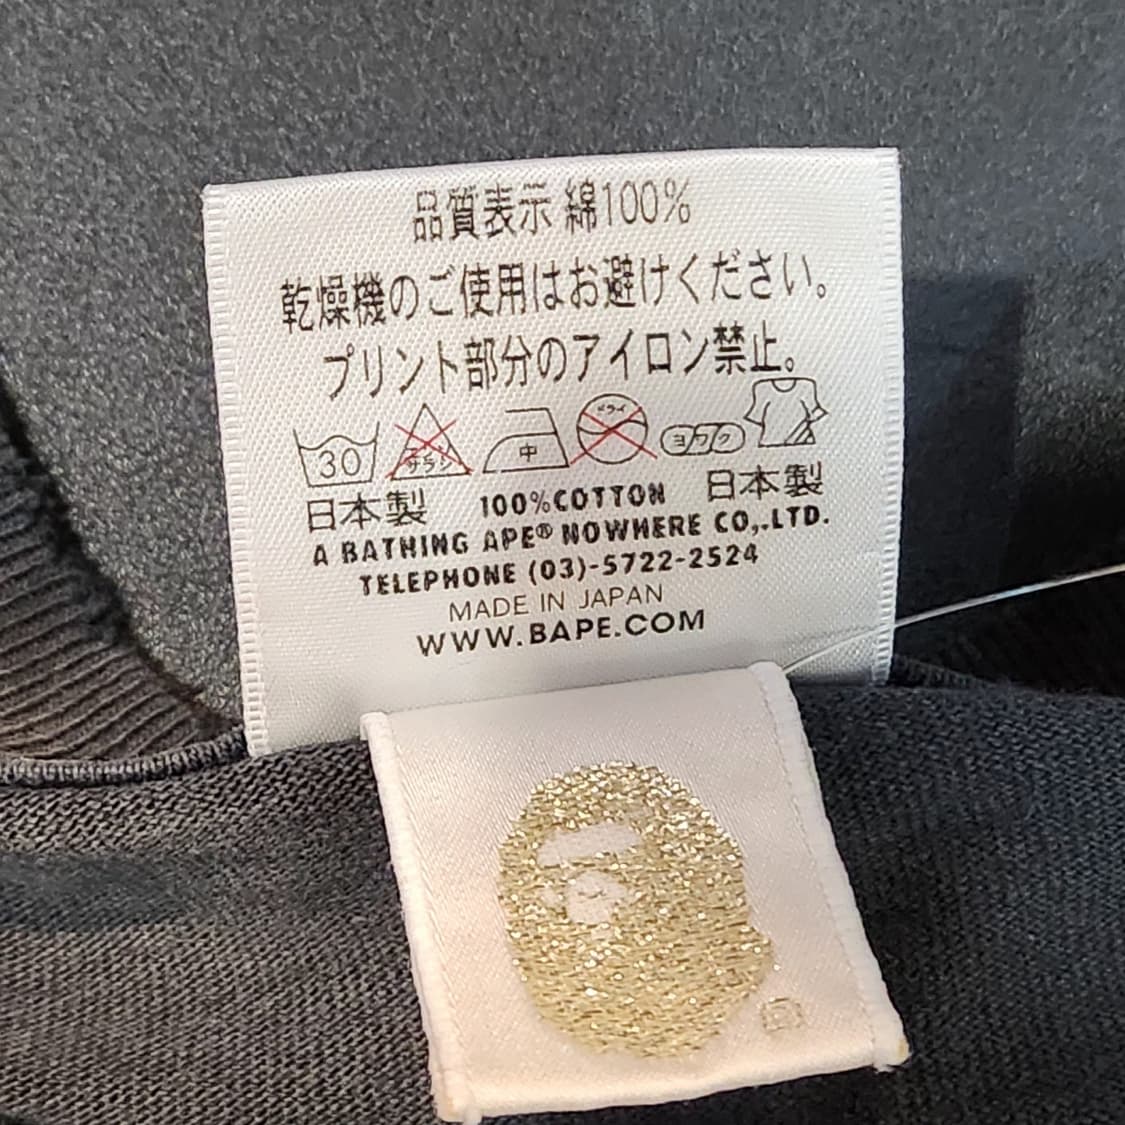 品質表示 綿100%
乾燥機のご使用はお避けください。
プリント部分のアイロン禁止。
30 サラシ 中 ドライ ヨワク
日本製 100%COTTON 日本製
A BATHING APE® NOWHERE CO,.LTD.
TELEPHONE (03)-5722-2524
MADE IN JAPAN
WWW.BAPE.COM